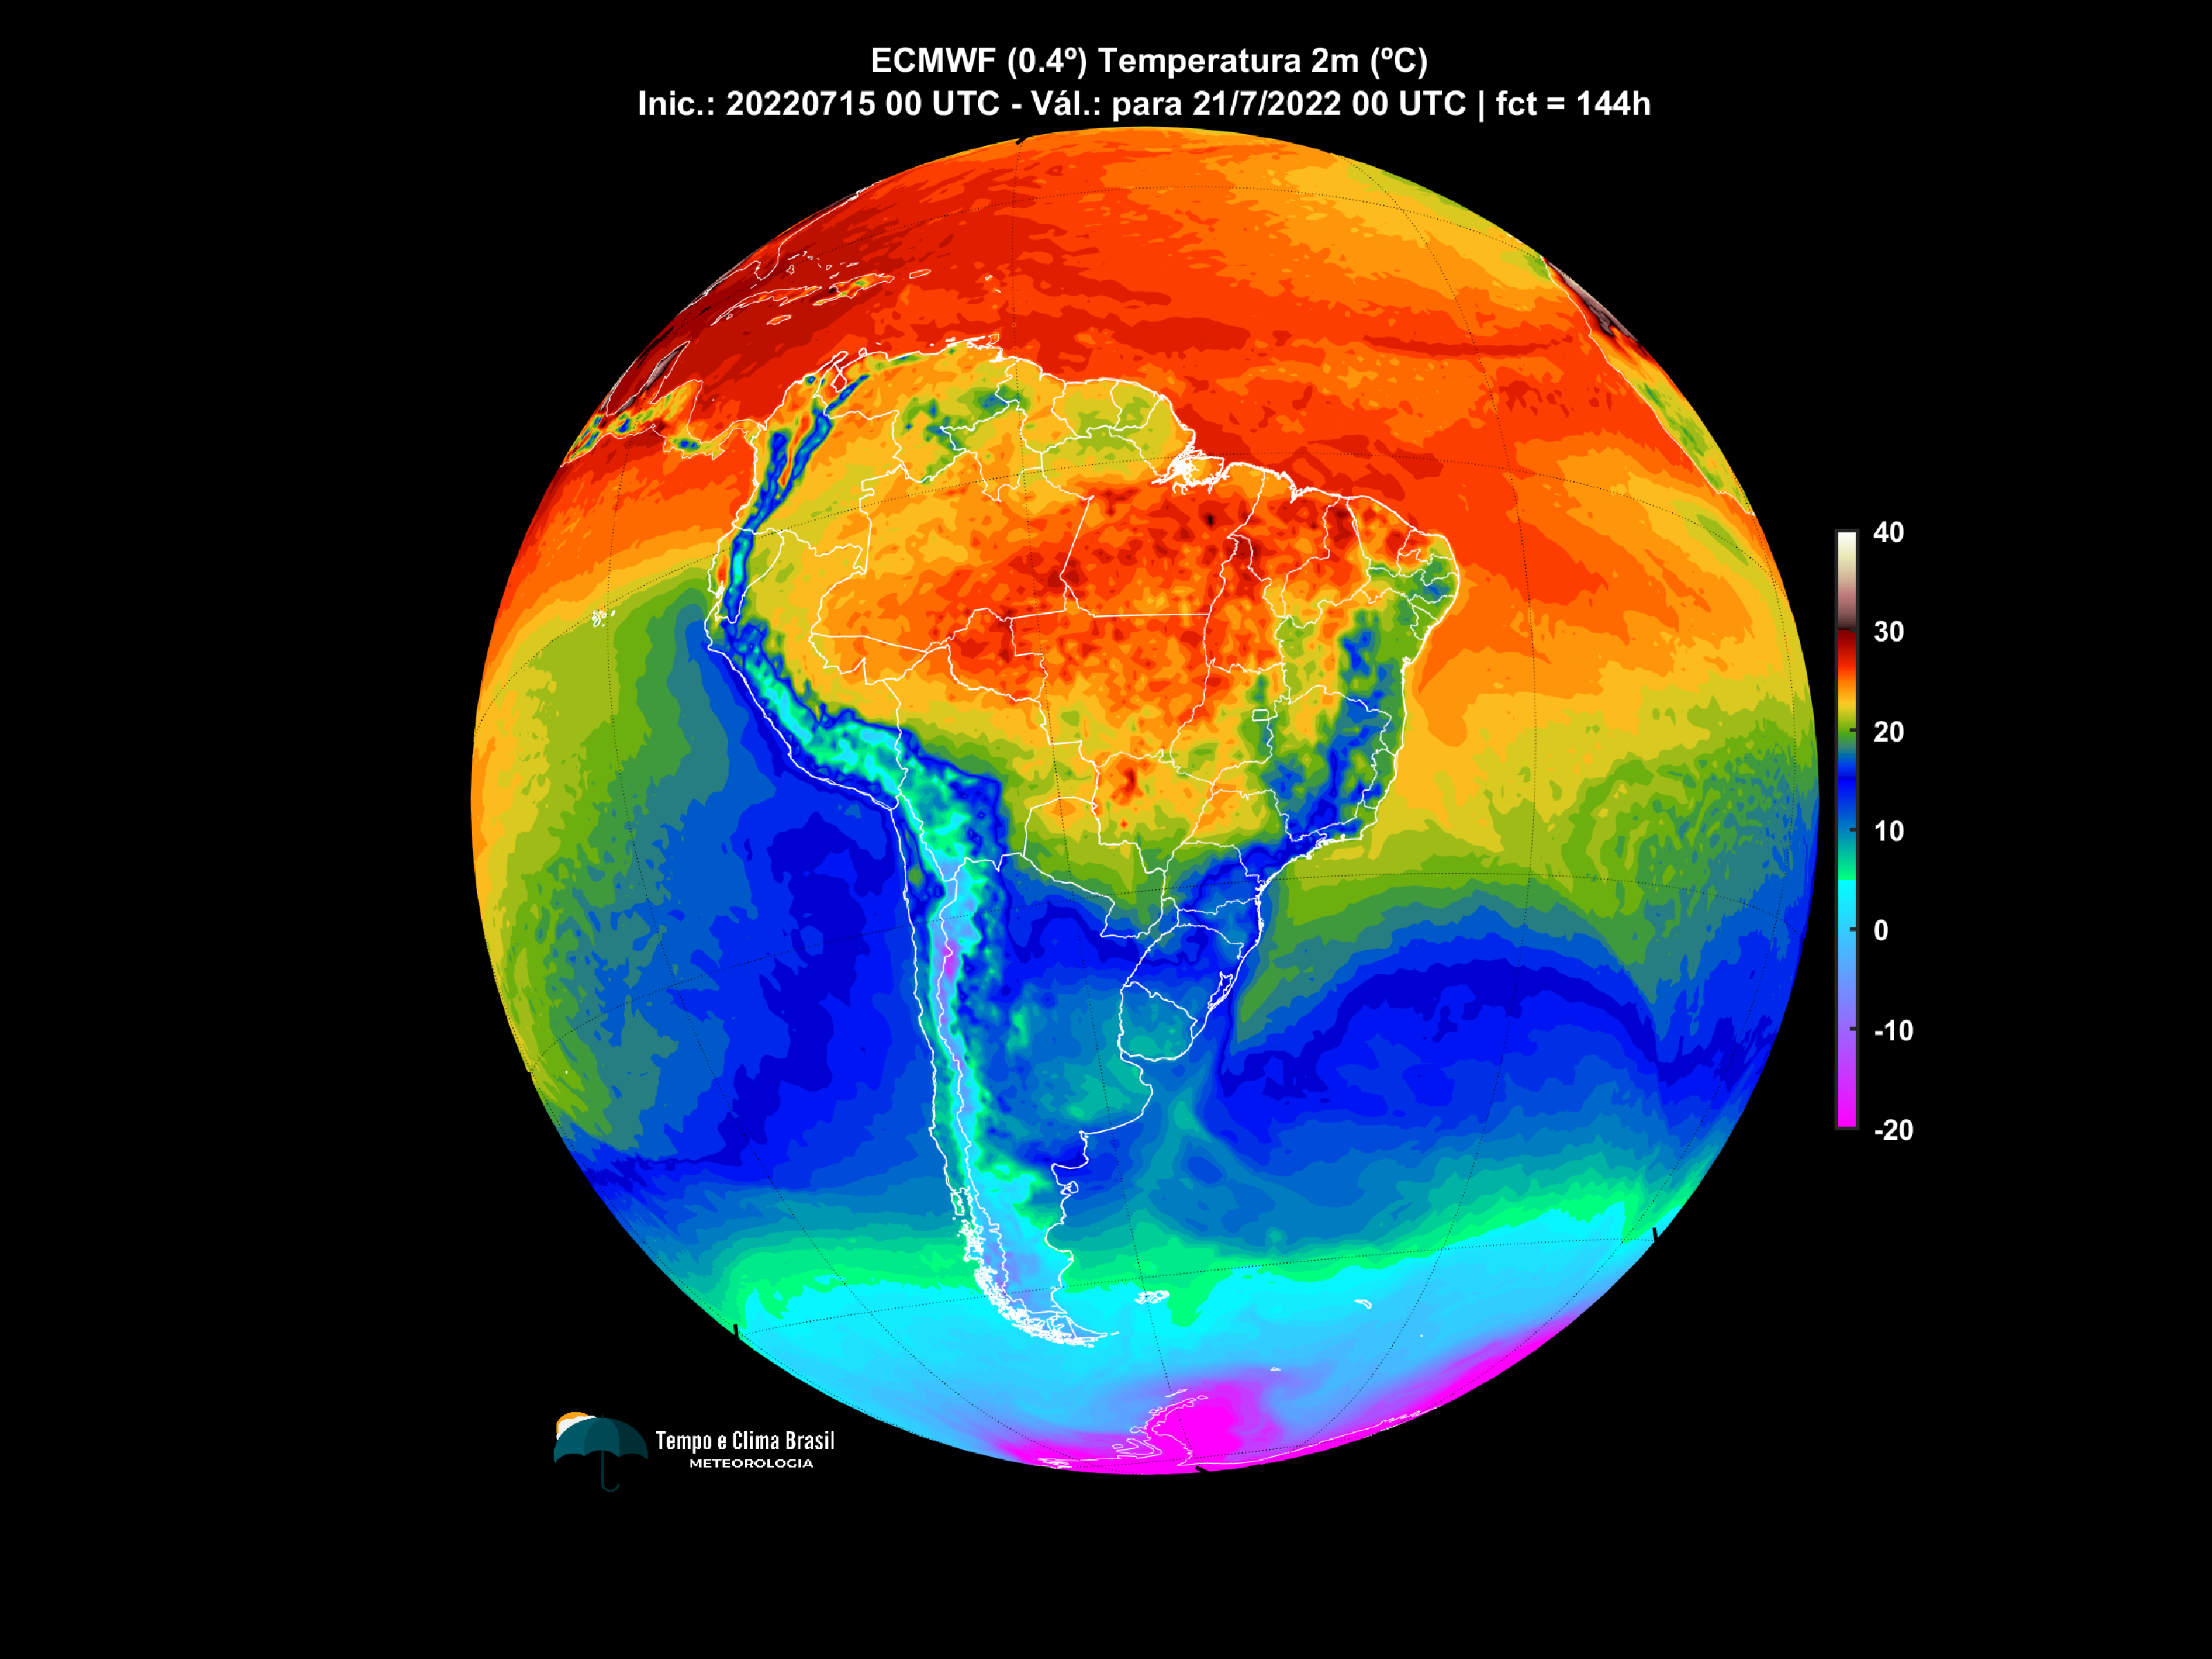 ECMWF (0.4º) Temperatura 2m (ºC)
Inic.: 20220715 00 UTC - Vál.: para 21/7/2022 00 UTC | fct = 144h
40
30
20
10
0
-10
-20
Tempo e Clima Brasil
METEOROLOGIA